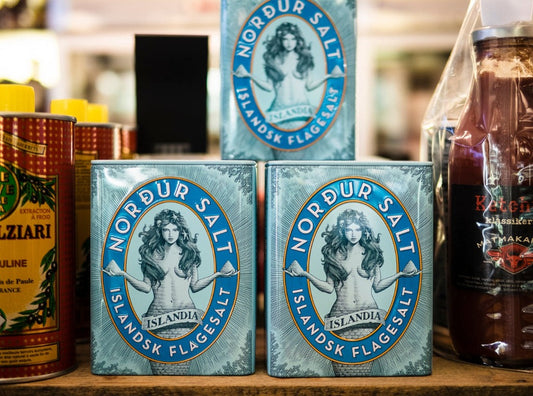 NORÐUR SALT
ISLANDIA
ISLANDSK FLAGESALT
NORÐUR SALT
ISLANDIA
ISLANDSK FLAGESALT
NORÐUR SALT
ISLANDIA
ISLANDSK FLAGESALT
EXTRACTION
À FROID
LZIARI
ULINE
s de Paule
RANCE
Ketch
klassiker
MATMAKA